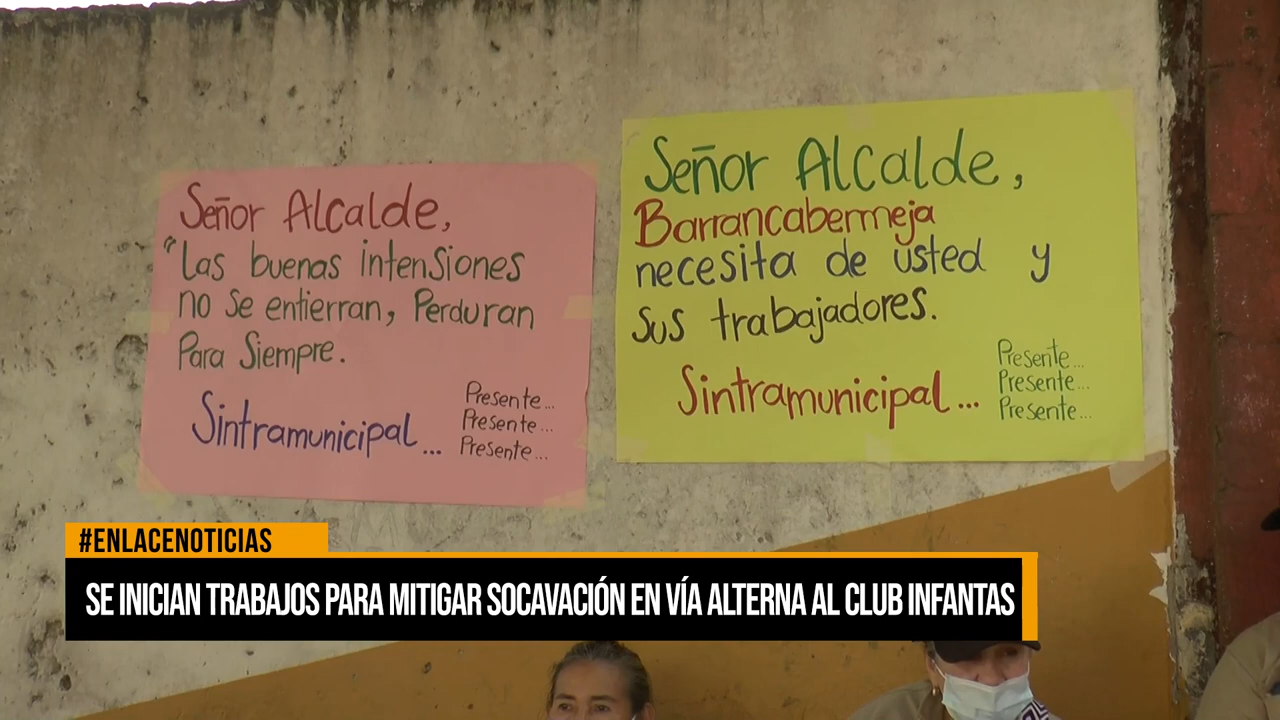 Señor Alcalde,
"Las buenas intensiones
no se entierran, Perduran
Para Siempre.
Sintramunicipal...
Presente...
Presente...
Presente...
Señor Alcalde,
Barrancabermeja
necesita de usted y
sus trabajadores.
Sintramunicipal...
Presente...
Presente...
Presente...
#ENLACENOTICIAS
SE INICIAN TRABAJOS PARA MITIGAR SOCAVACIÓN EN VÍA ALTERNA AL CLUB INFANTAS